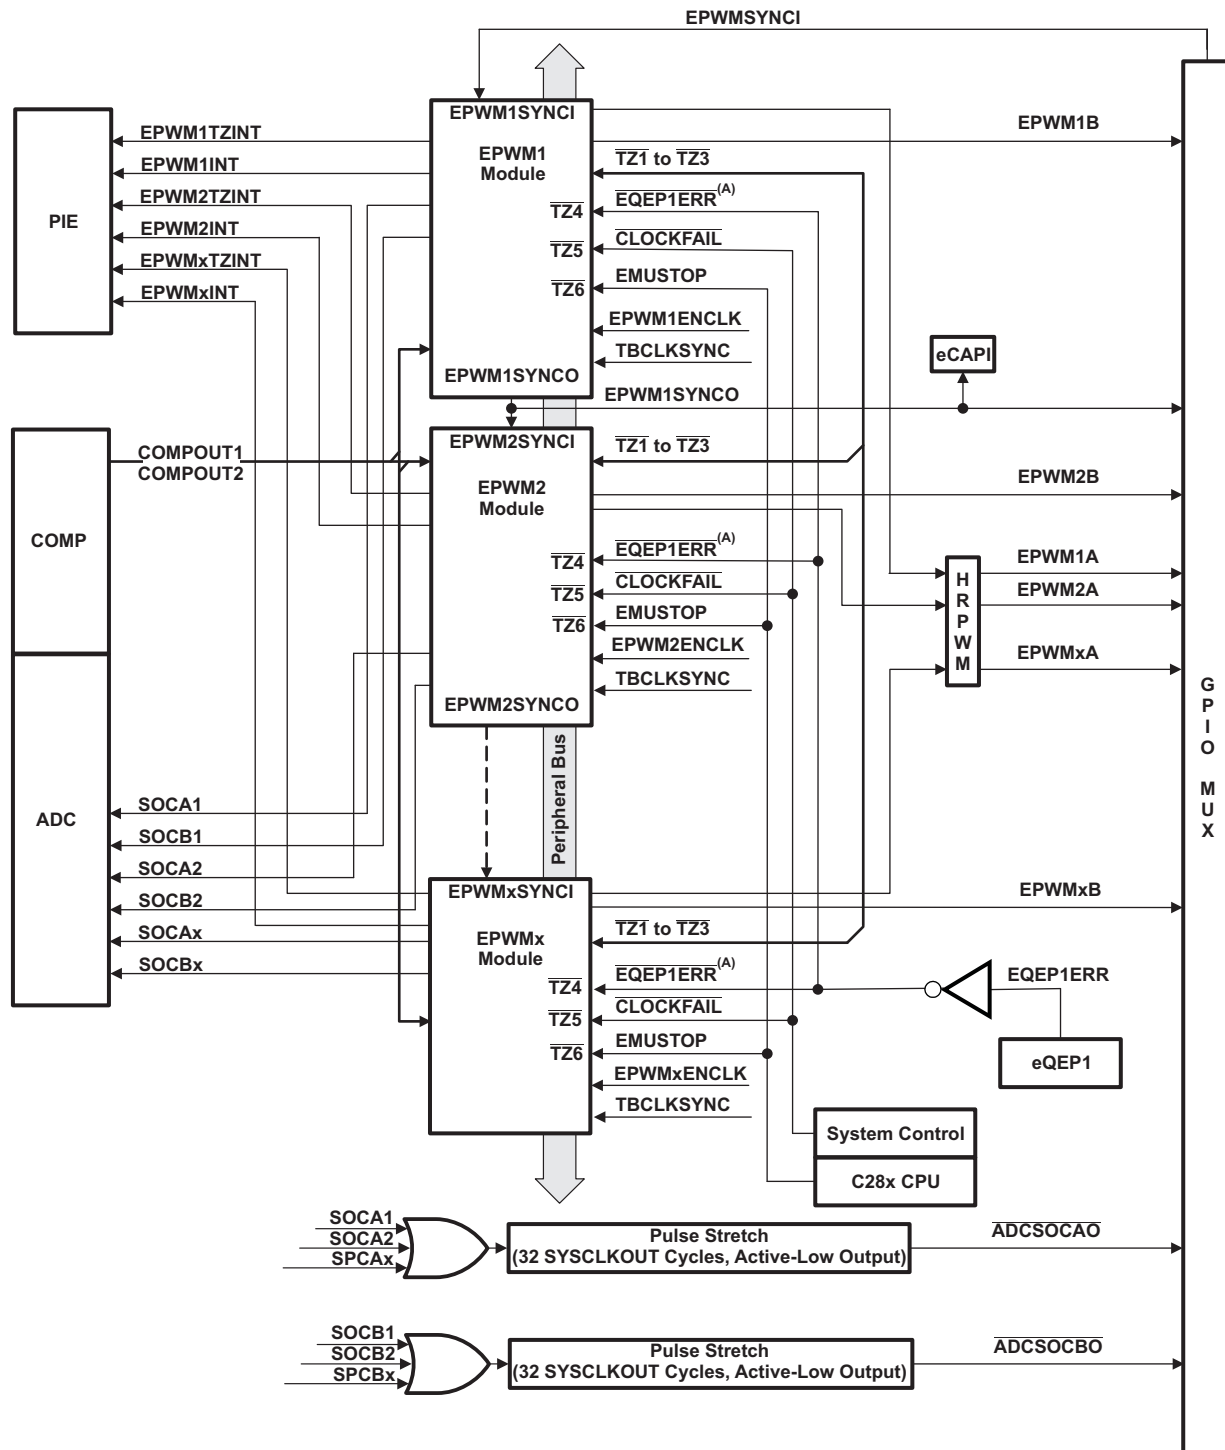 EPWMSYNCI
EPWM1SYNCI
EPWM1B
EPWM1TZINT
EPWM1
Module
TZ1 to TZ3
EPWM1INT
EPWM2TZINT
PIE
TZ4
EQEP1ERR(A)
EPWM2INT
TZ5
CLOCKFAIL
EPWMxTZINT
TZ6
EMUSTOP
EPWMxINT
EPWM1ENCLK
TBCLKSYNC
eCAPI
EPWM1SYNCO
EPWM1SYNCO
EPWM2SYNCI
TZ1 to TZ3
COMPOUT1
COMPOUT2
EPWM2B
EPWM2
Module
COMP
TZ4
EQEP1ERR(A)
EPWM1A
TZ5
CLOCKFAIL
HRPWM
EPWM2A
TZ6
EMUSTOP
EPWM2ENCLK
EPWMxA
TBCLKSYNC
EPWM2SYNCO
GPIO MUX
Peripheral Bus
SOCA1
ADC
SOCB1
SOCA2
EPWMxSYNCI
EPWMxB
SOCB2
TZ1 to TZ3
SOCAx
EPWMx
Module
SOCBx
TZ4
EQEP1ERR(A)
EQEP1ERR
TZ5
CLOCKFAIL
TZ6
EMUSTOP
eQEP1
EPWMxENCLK
TBCLKSYNC
System Control
C28x CPU
SOCA1
SOCA2
SPCAx
Pulse Stretch
(32 SYSCLKOUT Cycles, Active-Low Output)
ADCSOCAO
SOCB1
SOCB2
SPCBx
Pulse Stretch
(32 SYSCLKOUT Cycles, Active-Low Output)
ADCSOCBO